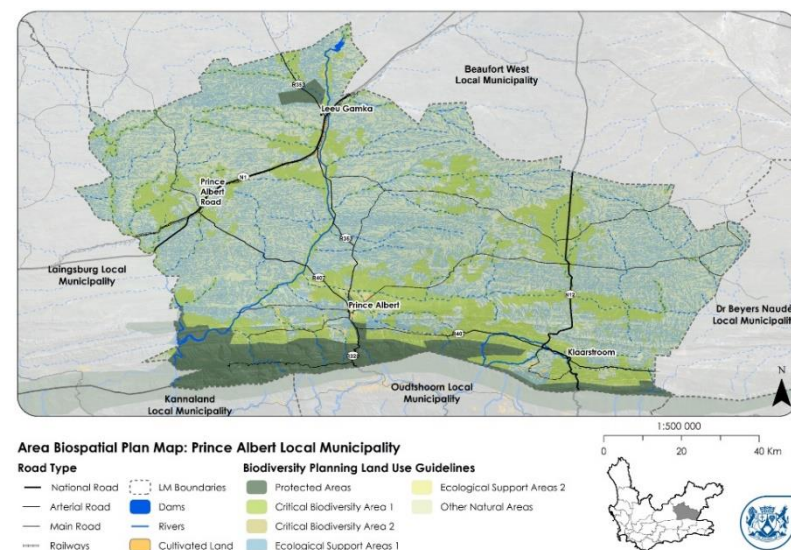 Beaufort West
Local Municipality
R353
Leeu Gamka
N1
Prince
Albert
Road
Laingsburg Local
Municipality
R407
Prince Albert
N12
Dr Beyers Naudé
Local Municipality
Klaarstroom
Kannaland
Local Municipality
Oudtshoorn Local
Municipality
N
1:500 000
0 20 40 Km
Area Biospatial Plan Map: Prince Albert Local Municipality
Road Type
National Road
Arterial Road
Main Road
Railways
LM Boundaries
Dams
Rivers
Cultivated Land
Biodiversity Planning Land Use Guidelines
Protected Areas
Critical Biodiversity Area 1
Critical Biodiversity Area 2
Ecological Support Areas 1
Ecological Support Areas 2
Other Natural Areas